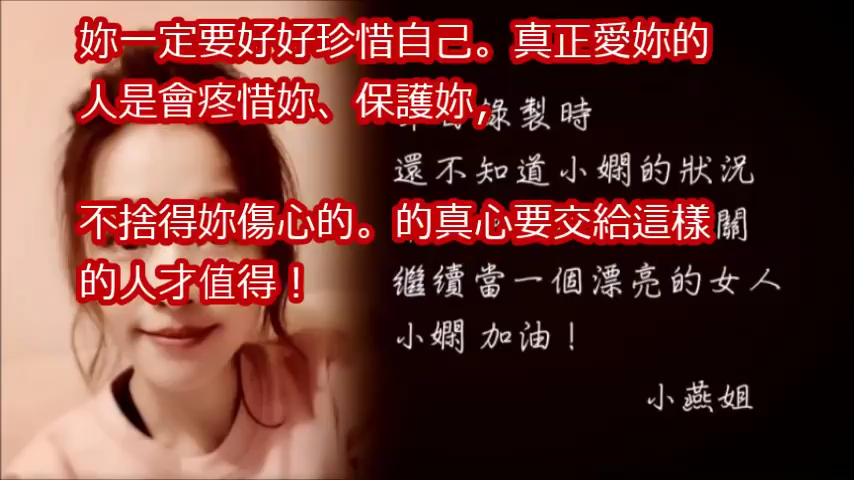 妳一定要好好珍惜自己。真正愛妳的
人是會疼惜妳、保護妳，
不捨得妳傷心的。的真心要交給這樣
的人才值得！
錄製時
還不知道小嫻的狀況
關
繼續當一個漂亮的女人
小嫻 加油！
小燕姐